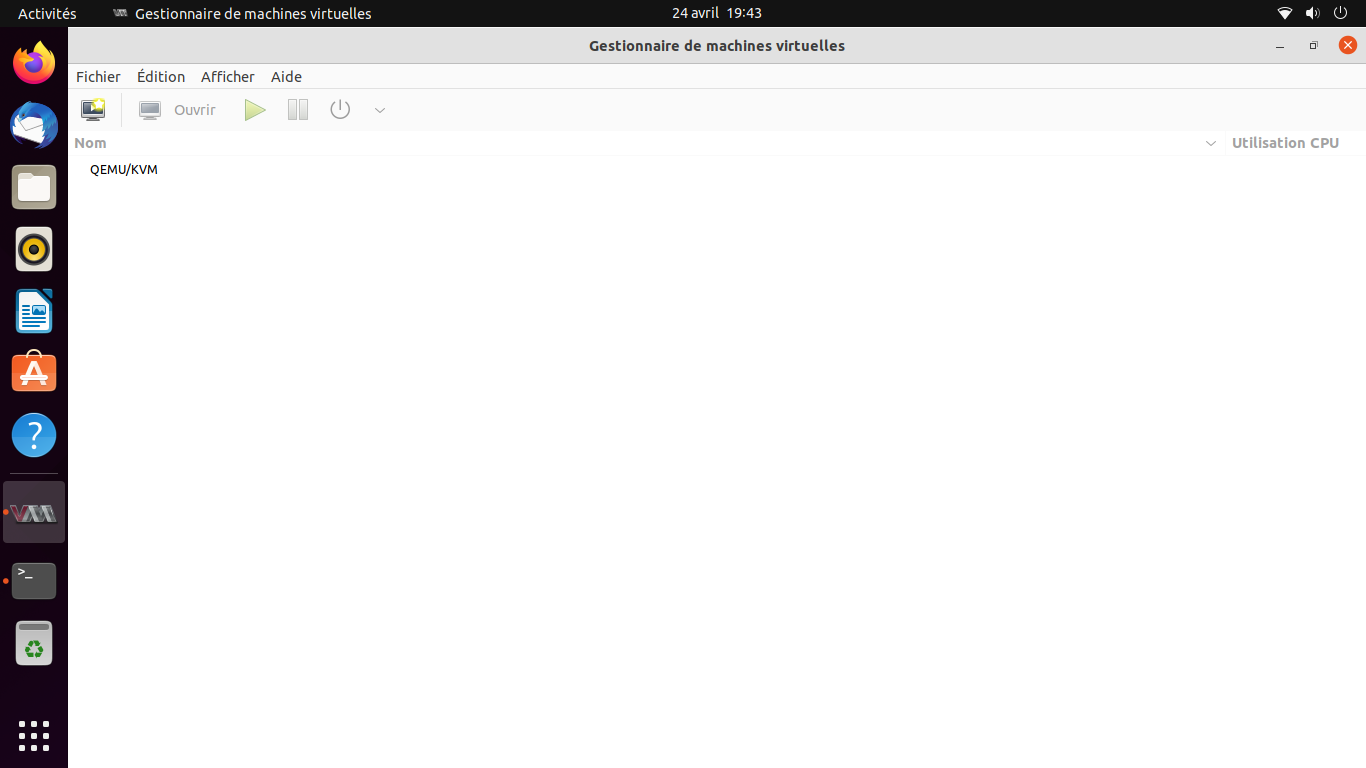 Activités
Gestionnaire de machines virtuelles
24 avril 19:43
Gestionnaire de machines virtuelles
Fichier Édition Afficher Aide
Ouvrir
Nom
Utilisation CPU
QEMU/KVM